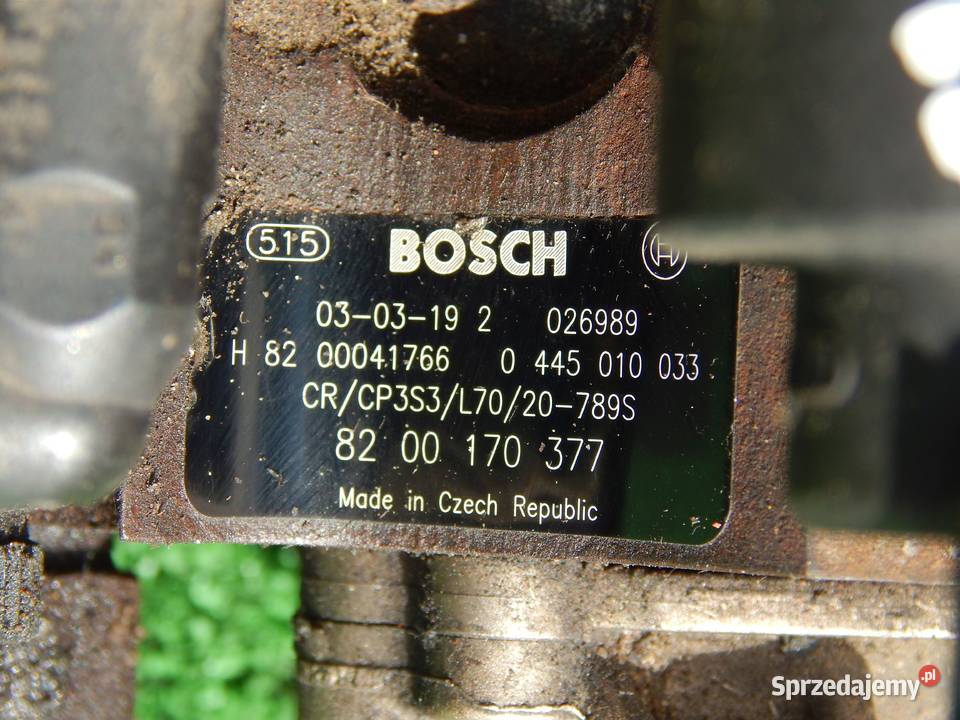 515 BOSCH H
03-03-19 2 026989
H 82 00041766 0 445 010 033
CR/CP3S3/L70/20-789S
82 00 170 377
Made in Czech Republic
Sprzedajemy.pl